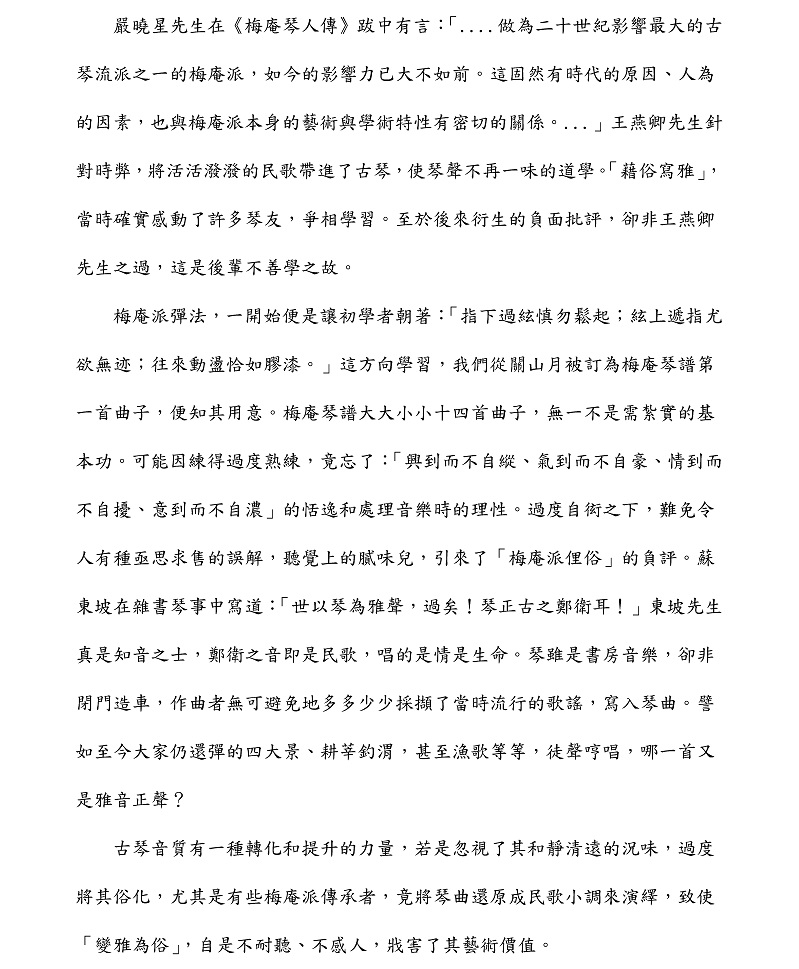 嚴曉星先生在《梅庵琴人傳》跋中有言：「....做為二十世紀影響最大的古
琴流派之一的梅庵派，如今的影響力已大不如前。這固然有時代的原因、人為
的因素，也與梅庵派本身的藝術與學術特性有密切的關係。...」王燕卿先生針
對時弊，將活活潑潑的民歌帶進了古琴，使琴聲不再一味的道學。「藉俗寫雅」，
當時確實感動了許多琴友，爭相學習。至於後來衍生的負面批評，卻非王燕卿
先生之過，這是後輩不善學之故。
梅庵派彈法，一開始便是讓初學者朝著：「指下過絃慎勿鬆起；絃上遞指尤
欲無迹；往來動盪恰如膠漆。」這方向學習，我們從關山月被訂為梅庵琴譜第
一首曲子，便知其用意。梅庵琴譜大大小小十四首曲子，無一不是需紮實的基
本功。可能因練得過度熟練，竟忘了：「興到而不自縱、氣到而不自豪、情到而
不自擾、意到而不自濃」的恬逸和處理音樂時的理性。過度自衒之下，難免令
人有種亟思求售的誤解，聽覺上的膩味兒，引來了「梅庵派俚俗」的負評。蘇
東坡在雜書琴事中寫道：「世以琴為雅聲，過矣！琴正古之鄭衛耳！」東坡先生
真是知音之士，鄭衛之音即是民歌，唱的是情是生命。琴雖是書房音樂，卻非
閉門造車，作曲者無可避免地多多少少採擷了當時流行的歌謠，寫入琴曲。譬
如至今大家仍還彈的四大景、耕莘釣渭，甚至漁歌等等，徒聲哼唱，哪一首又
是雅音正聲？
古琴音質有一種轉化和提升的力量，若是忽視了其和靜清遠的況味，過度
將其俗化，尤其是有些梅庵派傳承者，竟將琴曲還原成民歌小調來演繹，致使
「變雅為俗」，自是不耐聽、不感人，戕害了其藝術價值。